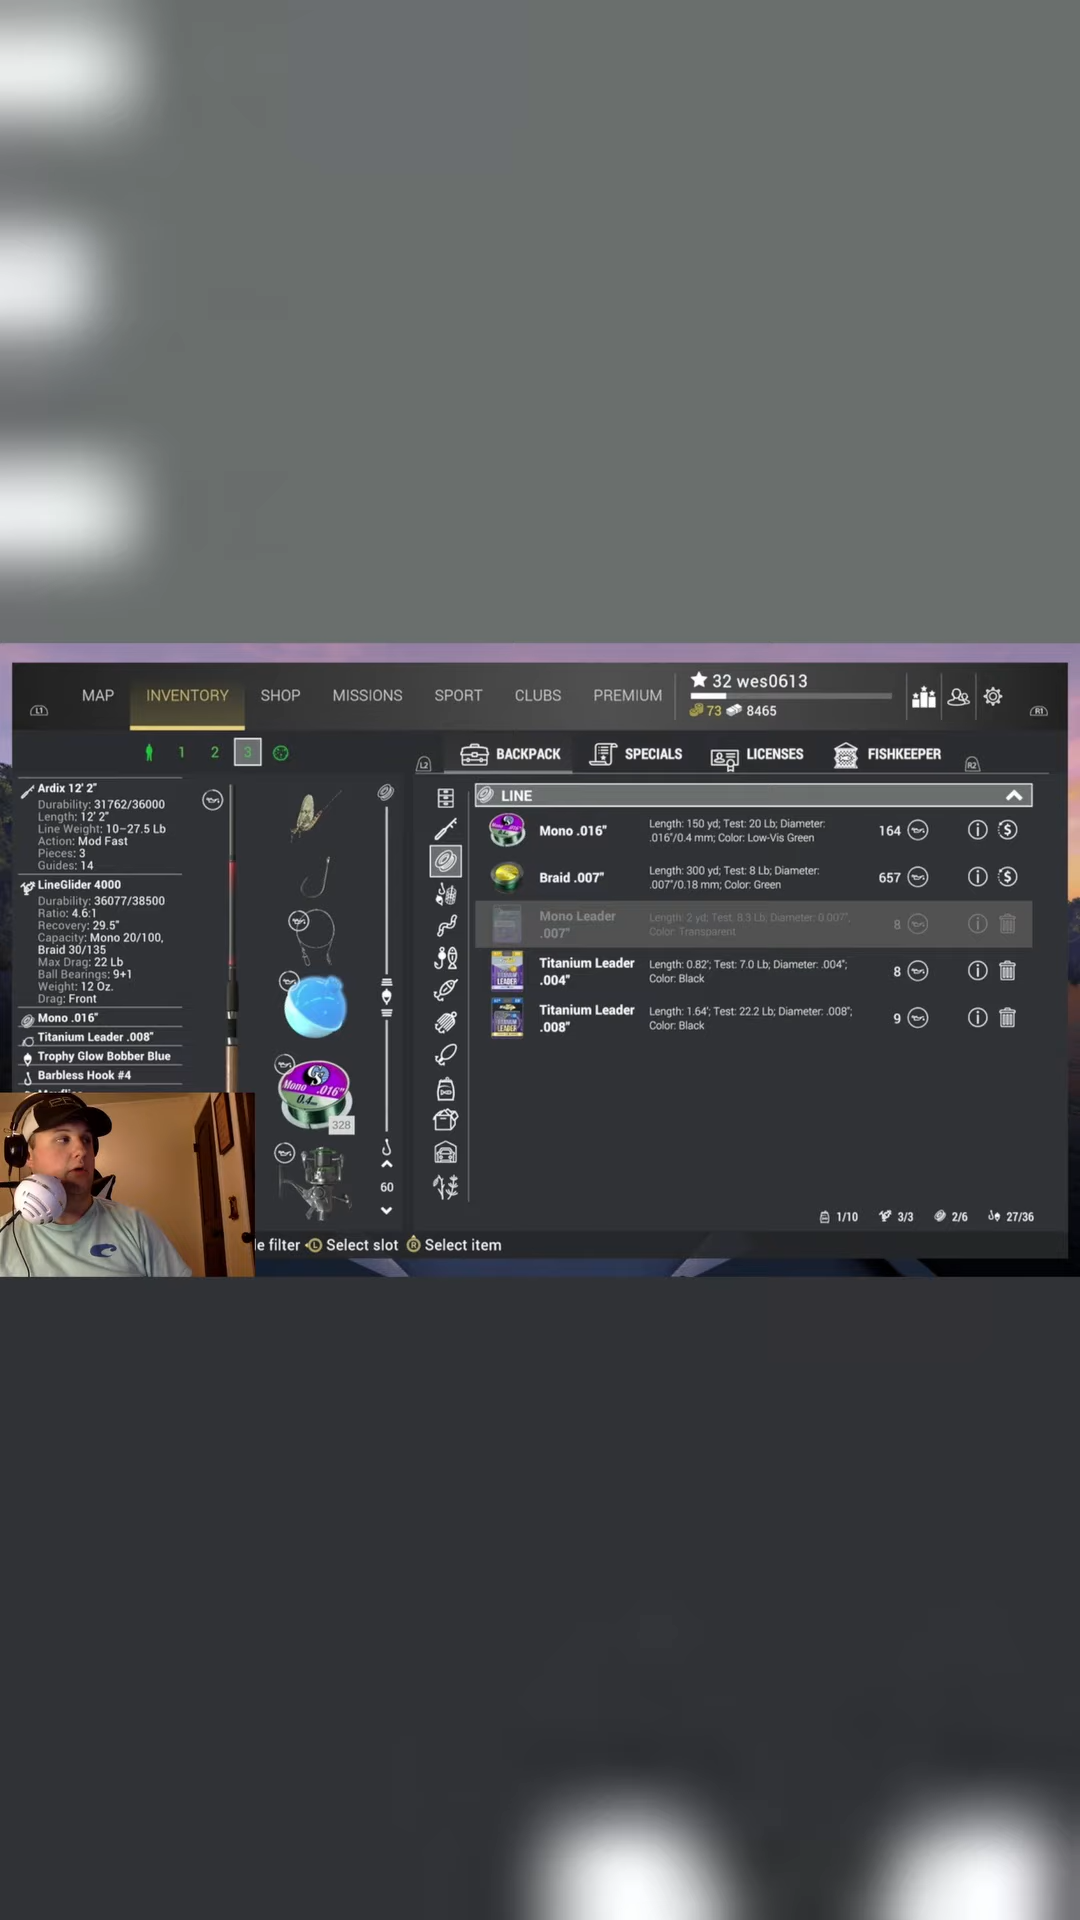 MAP INVENTORY SHOP MISSIONS SPORT CLUBS PREMIUM
32 wes0613
73 8465
L1
R1
1 2 3
L2
BACKPACK SPECIALS LICENSES FISHKEEPER
R2
Ardix 12' 2"
Durability: 31762/36000
Length: 12' 2"
Line Weight: 10–27.5 Lb
Action: Mod Fast
Pieces: 3
Guides: 14
LineGlider 4000
Durability: 36077/38500
Ratio: 4.6:1
Recovery: 29.5"
Capacity: Mono 20/100,
Braid 30/135
Max Drag: 22 Lb
Ball Bearings: 9+1
Weight: 12 Oz.
Drag: Front
Mono .016"
Titanium Leader .008"
Trophy Glow Bobber Blue
Barbless Hook #4
Mono .016"
0.4
328
60
LINE
Mono .016"
Length: 150 yd; Test: 20 Lb; Diameter:
.016"/0.4 mm; Color: Low-Vis Green
164
Braid .007"
Length: 300 yd; Test: 8 Lb; Diameter:
.007"/0.18 mm; Color: Green
657
Mono Leader
.007"
Length: 2 yd; Test: 8.3 Lb; Diameter: 0.007";
Color: Transparent
8
Titanium Leader
.004"
Length: 0.82'; Test: 7.0 Lb; Diameter: .004";
Color: Black
8
Titanium Leader
.008"
Length: 1.64'; Test: 22.2 Lb; Diameter: .008";
Color: Black
9
1/10 3/3 2/6 27/36
le filter L Select slot R Select item